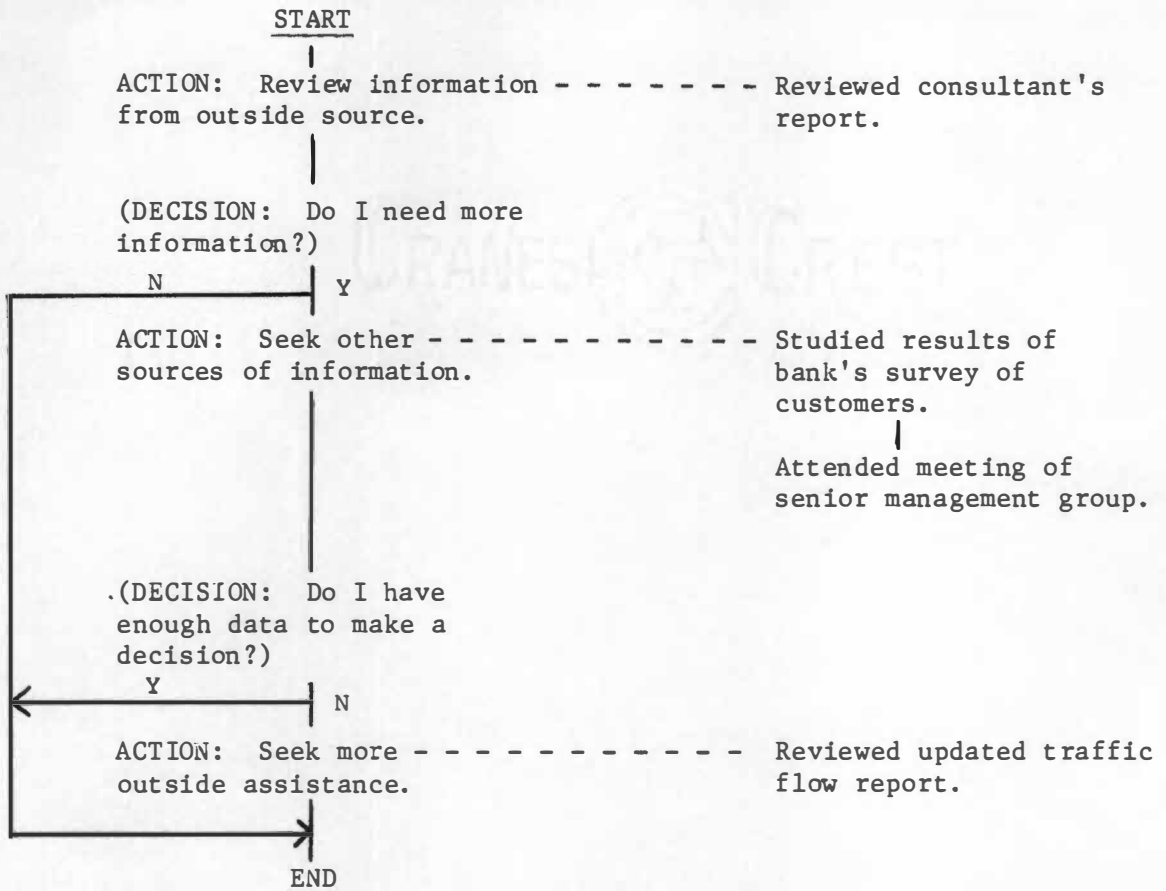 START
ACTION: Review information - - - - - - - Reviewed consultant's
from outside source. report.
(DECISION: Do I need more
information?)
N Y
ACTION: Seek other - - - - - - - - - - - Studied results of
sources of information. bank's survey of
customers.
Attended meeting of
senior management group.
.(DECISION: Do I have
enough data to make a
decision?)
Y N
ACTION: Seek more - - - - - - - - - - - Reviewed updated traffic
outside assistance. flow report.
END